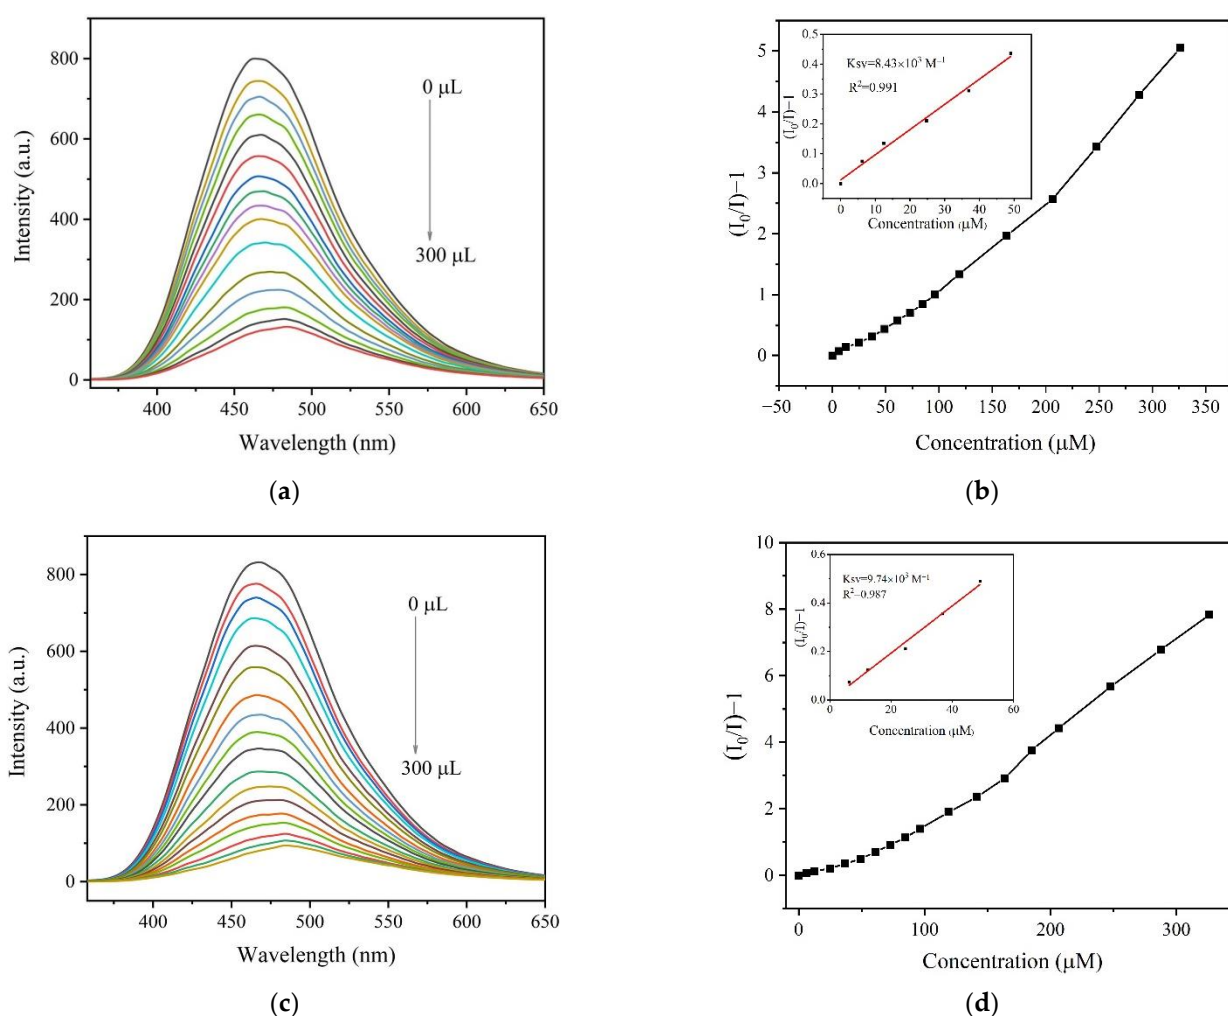 800
600
400
200
0
Intensity (a.u.)
0 μL
300 μL
400
450
500
550
600
650
Wavelength (nm)
(a)
5
4
3
2
1
0
(I₀/I)−1
0.5
0.4
0.3
0.2
0.1
0.0
(I₀/I)−1
Ksv=8.43×10³ M⁻¹
R²=0.991
0
10
20
30
40
50
Concentration (μM)
−50
0
50
100
150
200
250
300
350
Concentration (μM)
(b)
800
600
400
200
0
Intensity (a.u.)
0 μL
300 μL
400
450
500
550
600
650
Wavelength (nm)
(c)
10
8
6
4
2
0
(I₀/I)−1
0.6
0.4
0.2
0.0
(I₀/I)−1
Ksv=9.74×10³ M⁻¹
R²=0.987
0
20
40
60
Concentration (μM)
0
50
100
150
200
250
300
Concentration (μM)
(d)